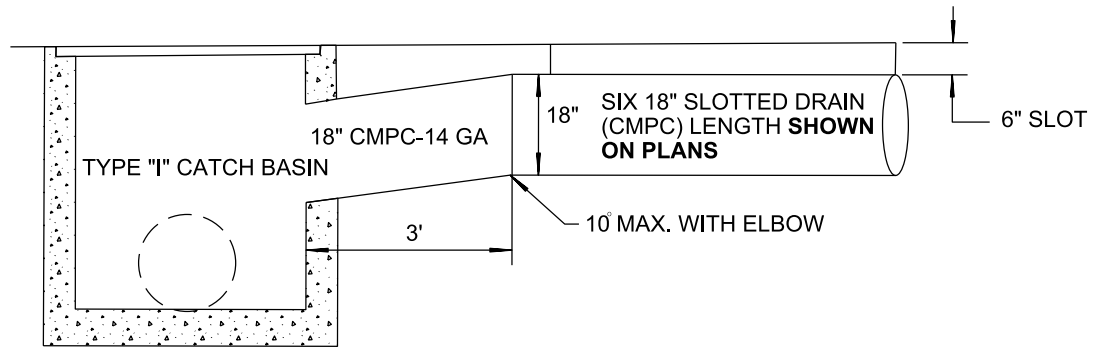 18" CMPC-14 GA
TYPE "I" CATCH BASIN
18"
SIX 18" SLOTTED DRAIN
(CMPC) LENGTH SHOWN
ON PLANS
6" SLOT
10° MAX. WITH ELBOW
3'